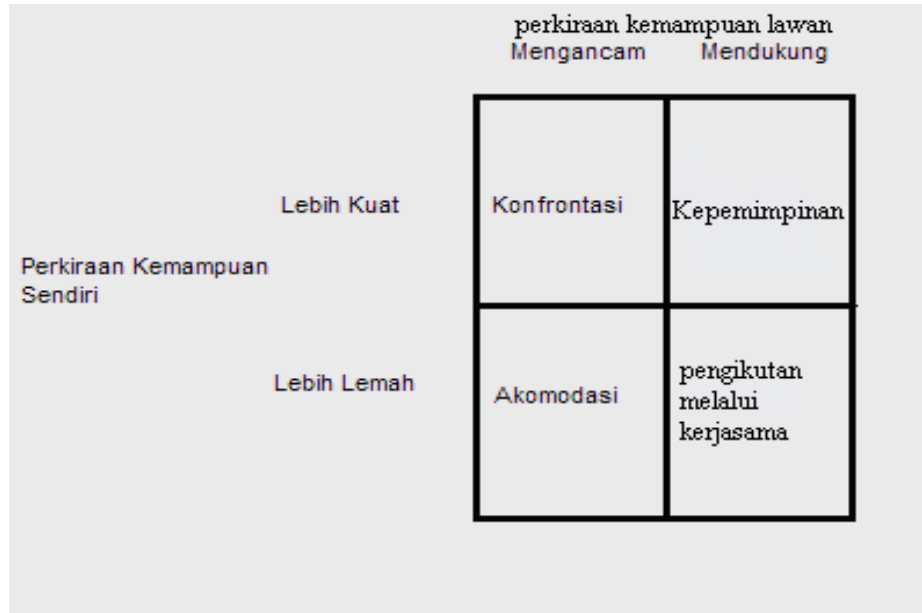 perkiraan kemampuan lawan
Mengancam Mendukung
Lebih Kuat
Konfrontasi
Kepemimpinan
Perkiraan Kemampuan
Sendiri
Lebih Lemah
Akomodasi
pengikutan
melalui
kerjasama